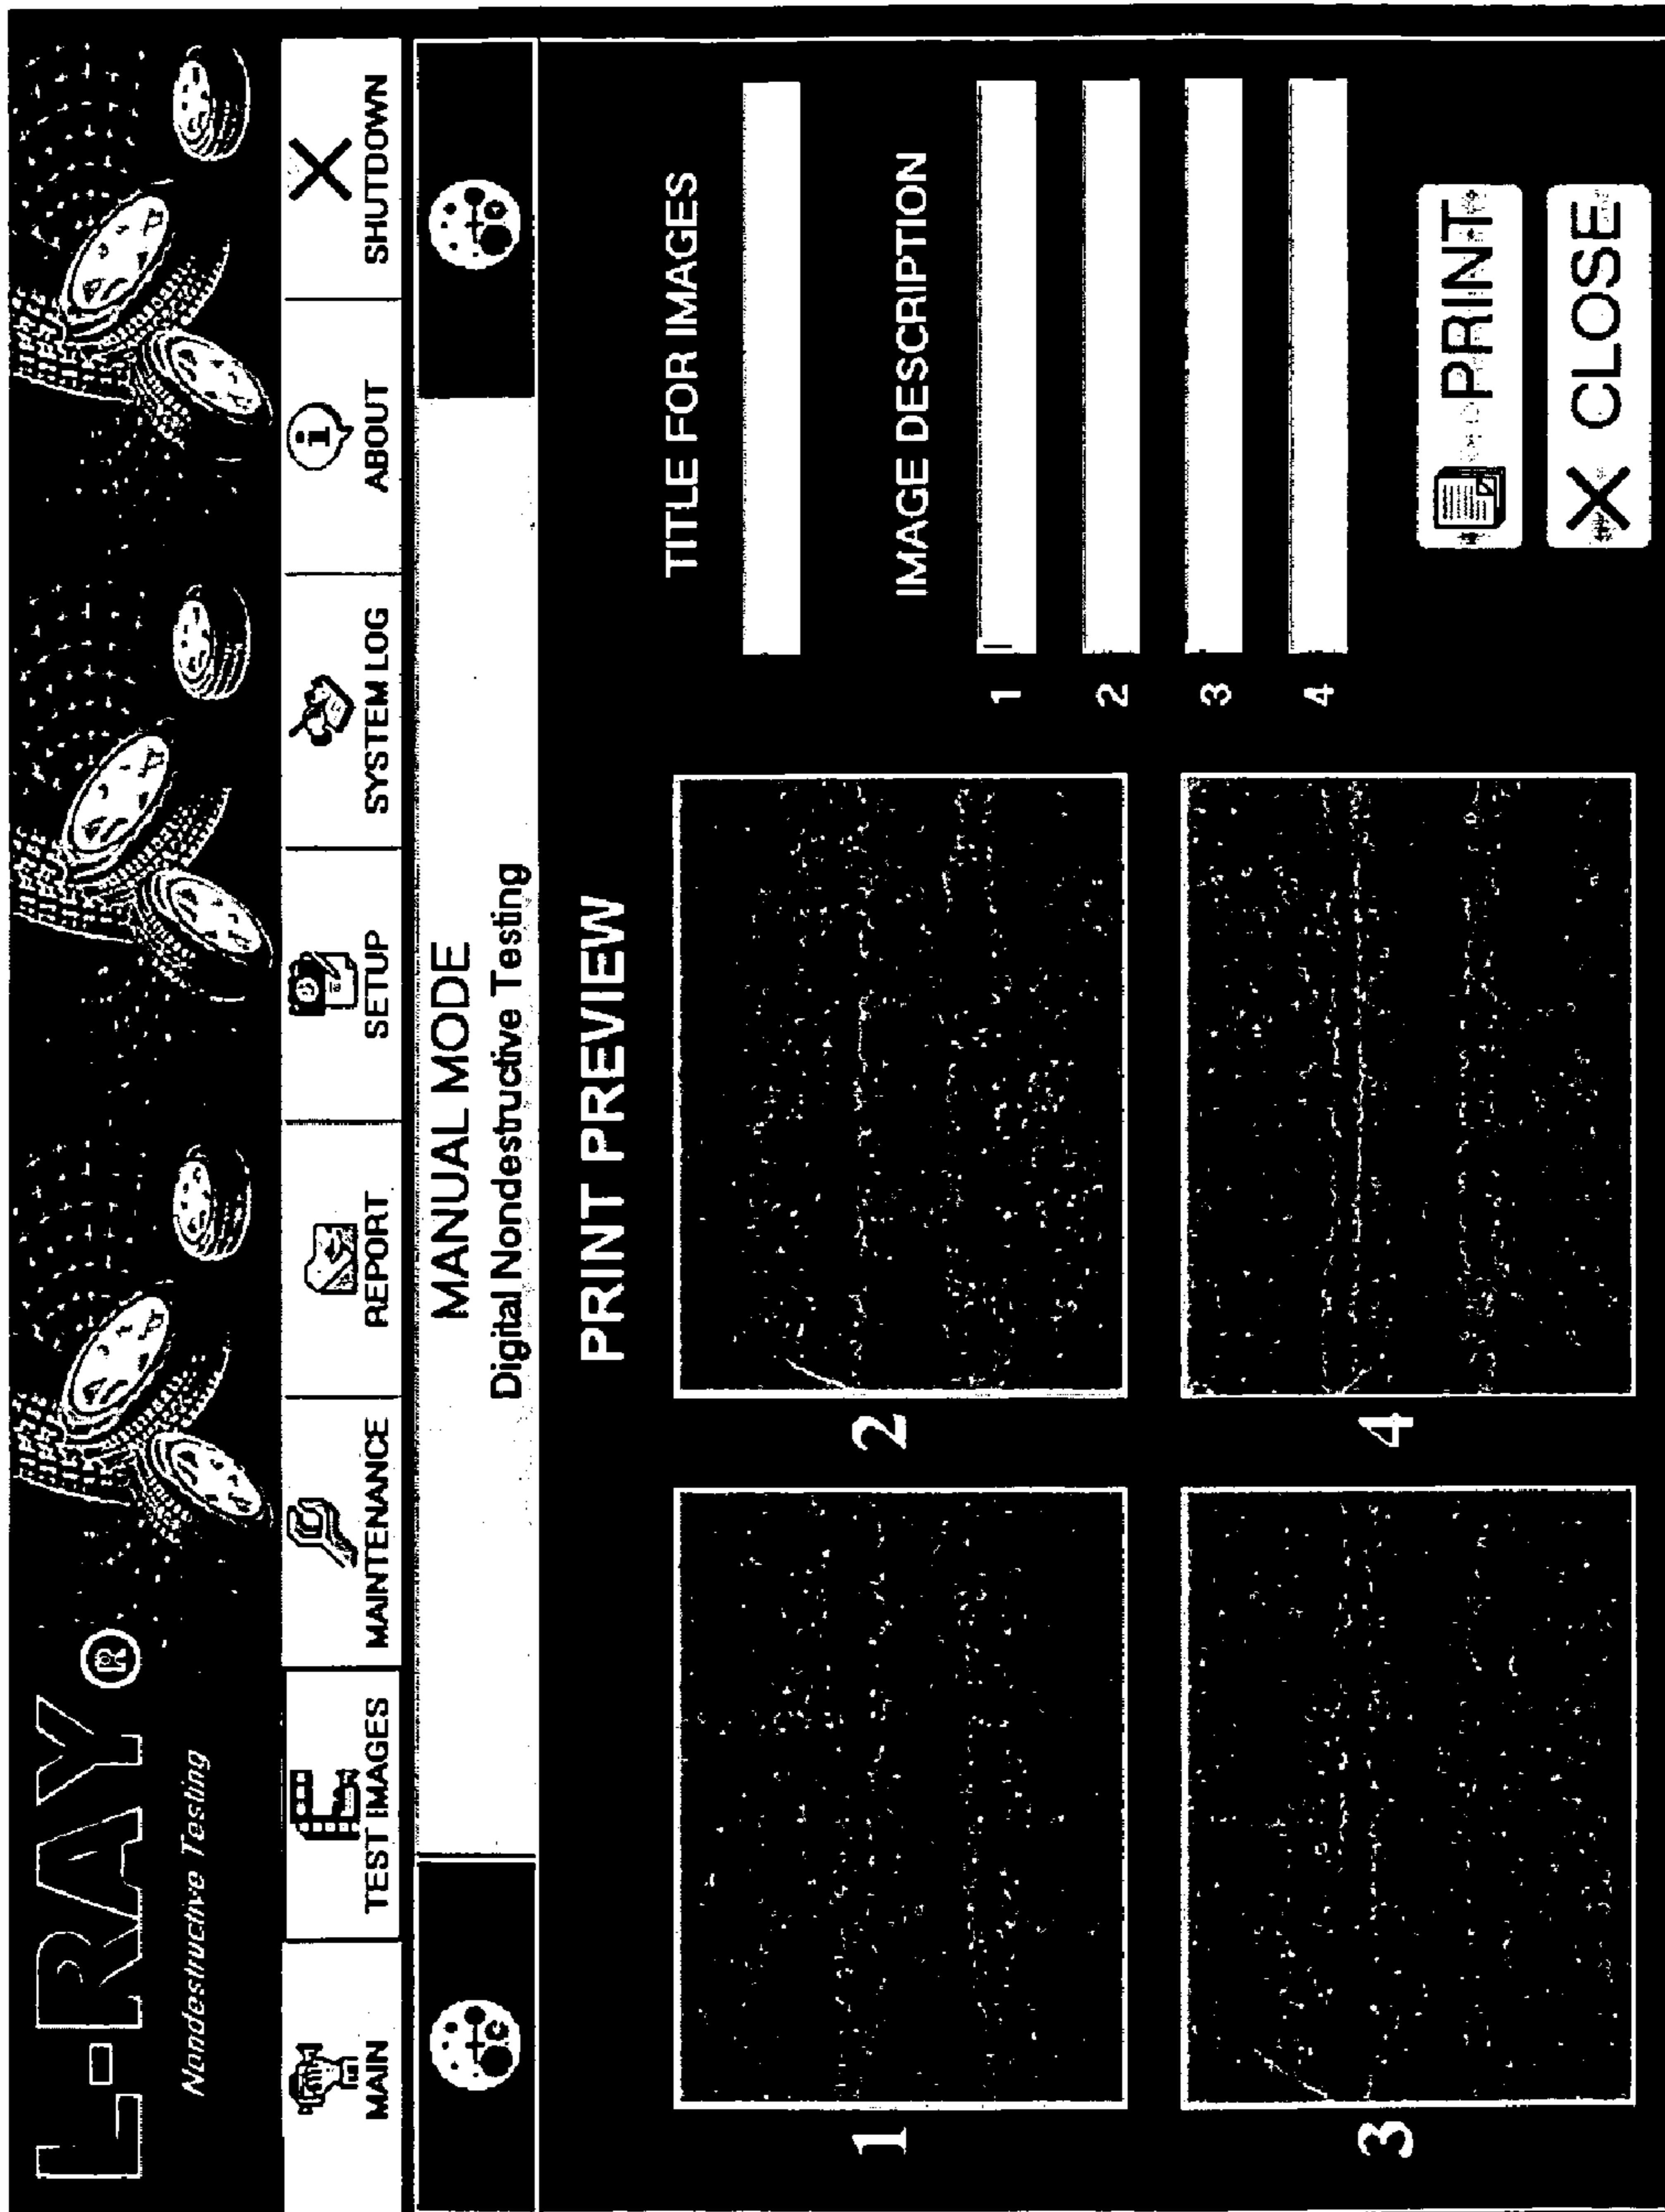 L-RAY®
Nondestructive Testing
MAIN
TEST IMAGES
MAINTENANCE
REPORT
SETUP
SYSTEM LOG
ABOUT
SHUTDOWN
MANUAL MODE
Digital Nondestructive Testing
PRINT PREVIEW
1
2
3
4
TITLE FOR IMAGES
IMAGE DESCRIPTION
1
2
3
4
PRINT
X CLOSE